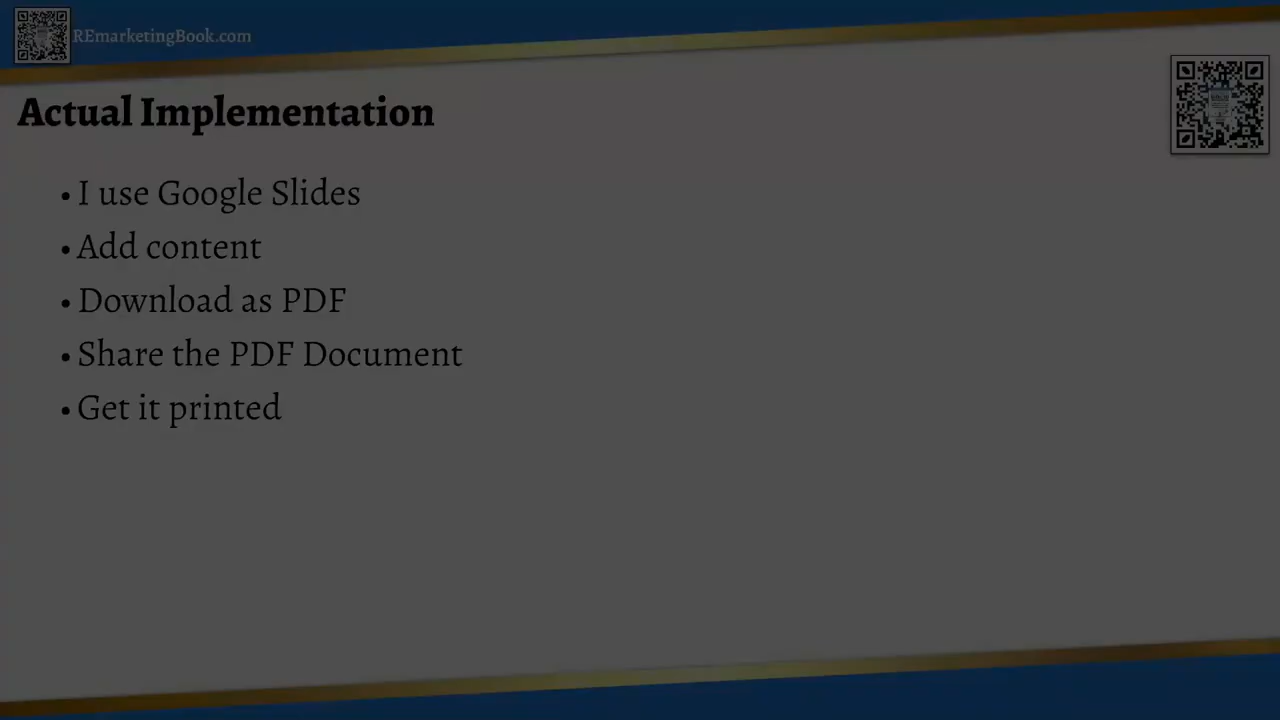 REmarketingBook.com
Actual Implementation
• I use Google Slides
• Add content
• Download as PDF
• Share the PDF Document
• Get it printed